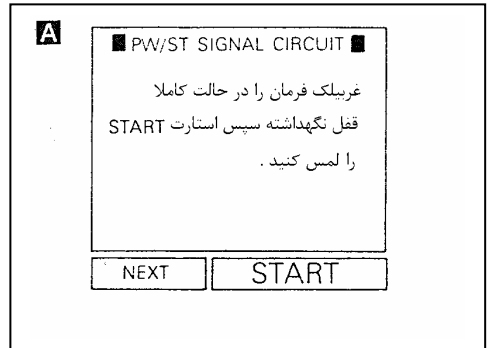 A
PW/ST SIGNAL CIRCUIT
غربیلک فرمان را در حالت کاملا
قفل نگهداشته سپس استارت START
را لمس کنید .
NEXT
START